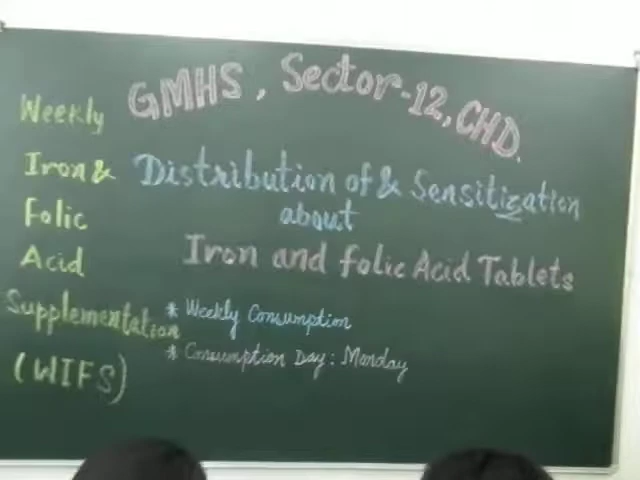 GMHS, Sector-12, CHD.
Weekly
Iron &
Folic
Acid
Supplementation
(WIFS)
Distribution of & Sensitization
about
Iron and folic Acid Tablets
* Weekly Consumption
* Consumption Day: Monday